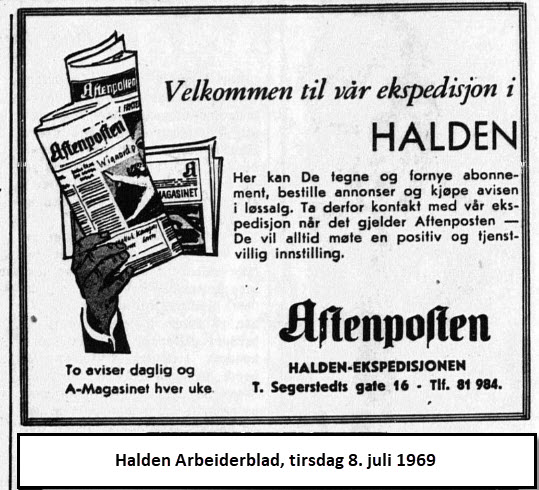 Velkommen til vår ekspedisjon i
HALDEN
Her kan De tegne og fornye abonne-
ment, bestille annonser og kjøpe avisen
i løssalg. Ta derfor kontakt med vår eks-
pedisjon når det gjelder Aftenposten —
De vil alltid møte en positiv og tjenst-
villig innstilling.
Aftenposten
Aftenposten
A
MAGASINET
Aftenposten
HALDEN-EKSPEDISJONEN
T. Segerstedts gate 16 - Tlf. 81 984.
To aviser daglig og
A-Magasinet hver uke.
Halden Arbeiderblad, tirsdag 8. juli 1969